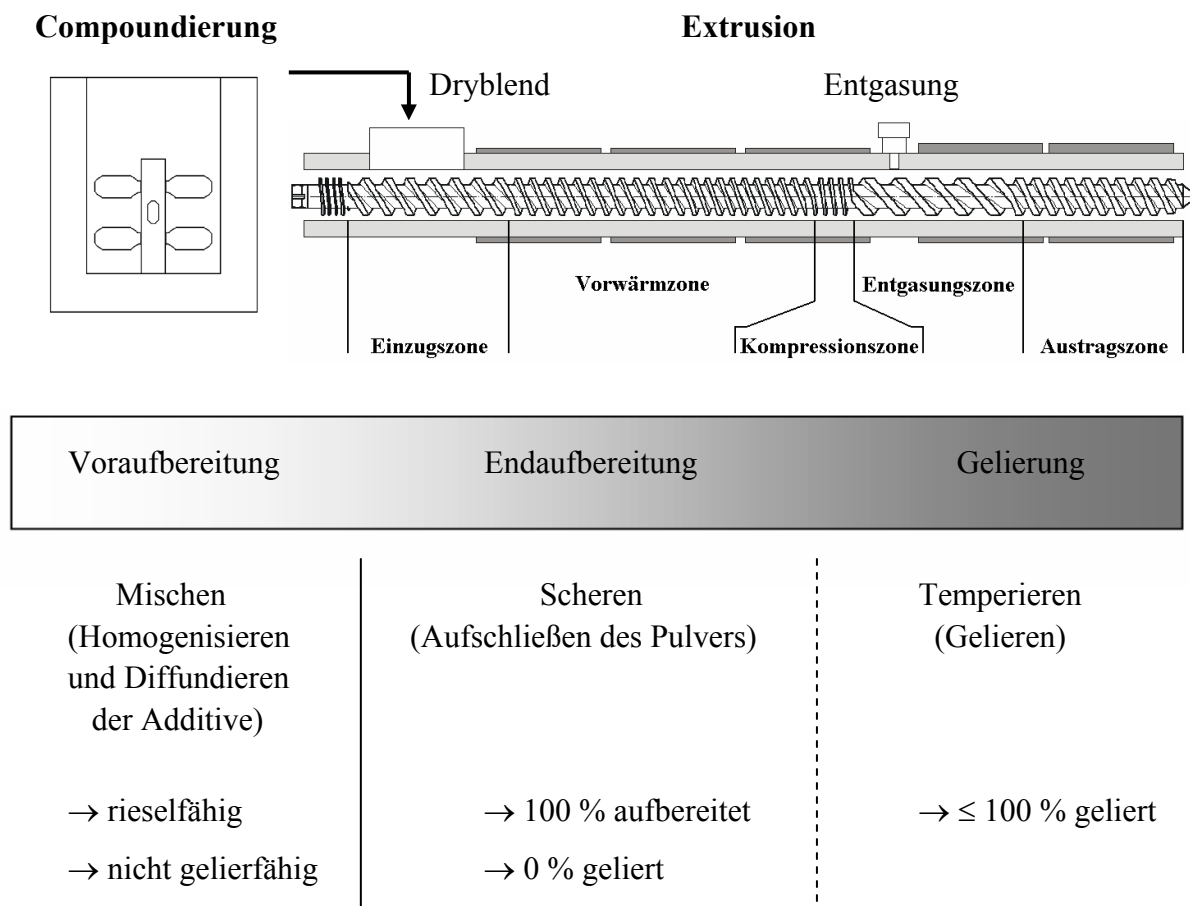 Compoundierung
Extrusion
Dryblend
Entgasung
Vorwärmzone
Entgasungszone
Einzugszone
Kompressionszone
Austragszone
Voraufbereitung
Endaufbereitung
Gelierung
Mischen
(Homogenisieren
und Diffundieren
der Additive)
Scheren
(Aufschließen des Pulvers)
Temperieren
(Gelieren)
→ rieselfähig
→ nicht gelierfähig
→ 100 % aufbereitet
→ 0 % geliert
→ ≤ 100 % geliert